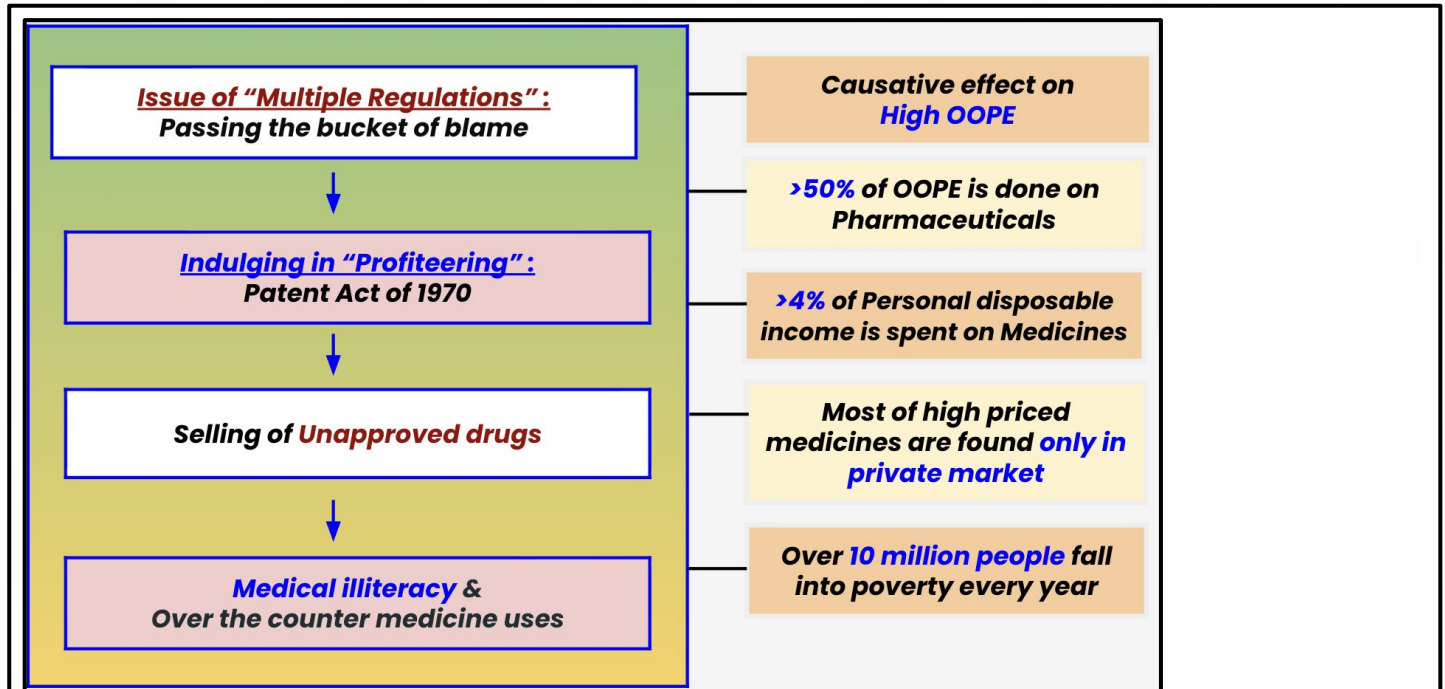 Issue of “Multiple Regulations” :
Passing the bucket of blame
Indulging in “Profiteering” :
Patent Act of 1970
Selling of Unapproved drugs
Medical illiteracy &
Over the counter medicine uses
Causative effect on
High OOPE
>50% of OOPE is done on
Pharmaceuticals
>4% of Personal disposable
income is spent on Medicines
Most of high priced
medicines are found only in
private market
Over 10 million people fall
into poverty every year